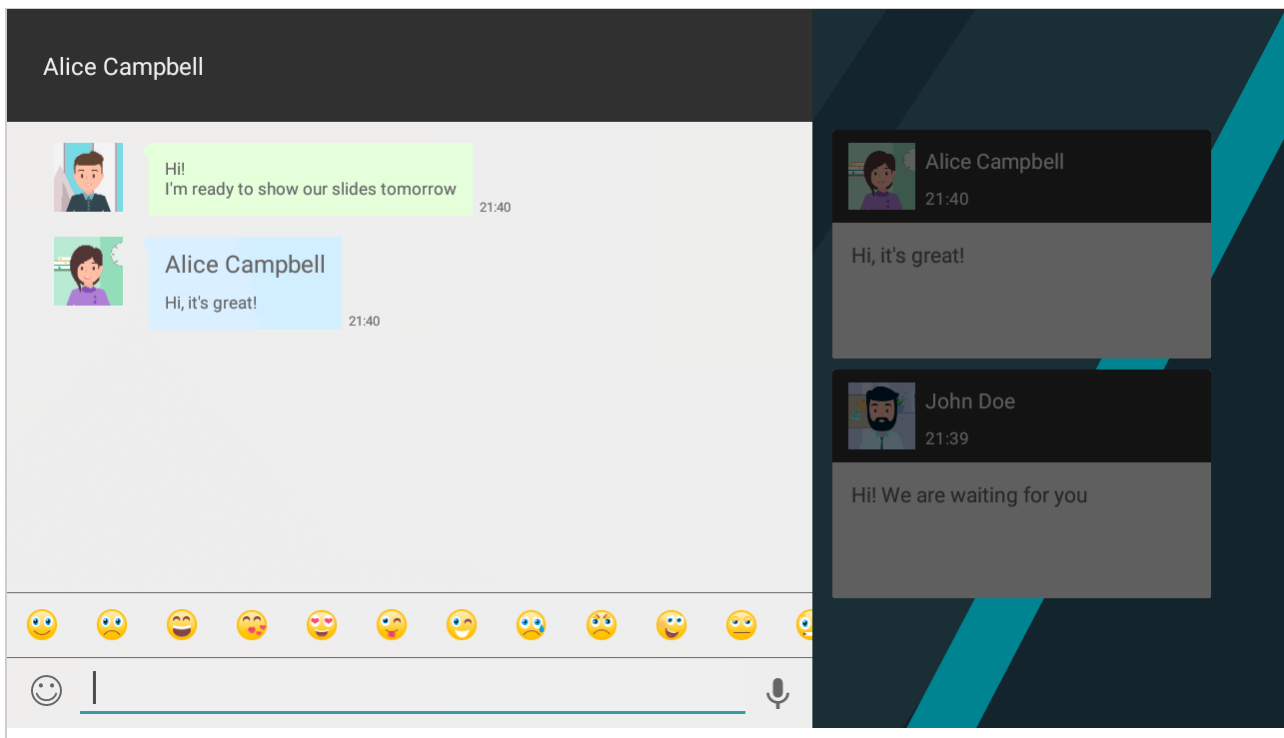 Alice Campbell
Hi!
I'm ready to show our slides tomorrow
21:40
Alice Campbell
Hi, it's great!
21:40
Alice Campbell
21:40
Hi, it's great!
John Doe
21:39
Hi! We are waiting for you